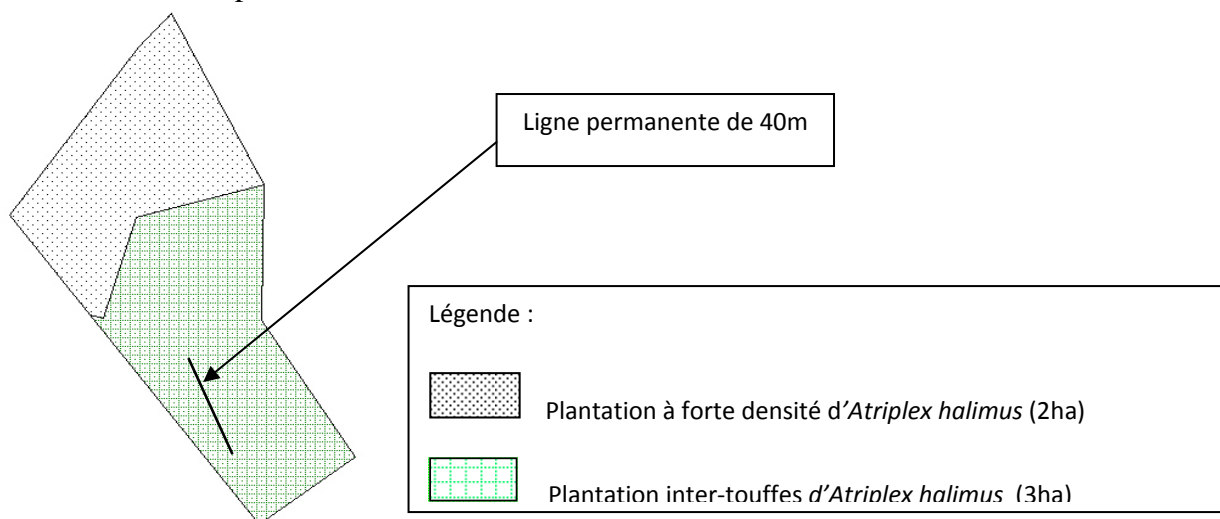 Ligne permanente de 40m
Légende :
Plantation à forte densité d'Atriplex halimus (2ha)
Plantation inter-touffes d'Atriplex halimus (3ha)